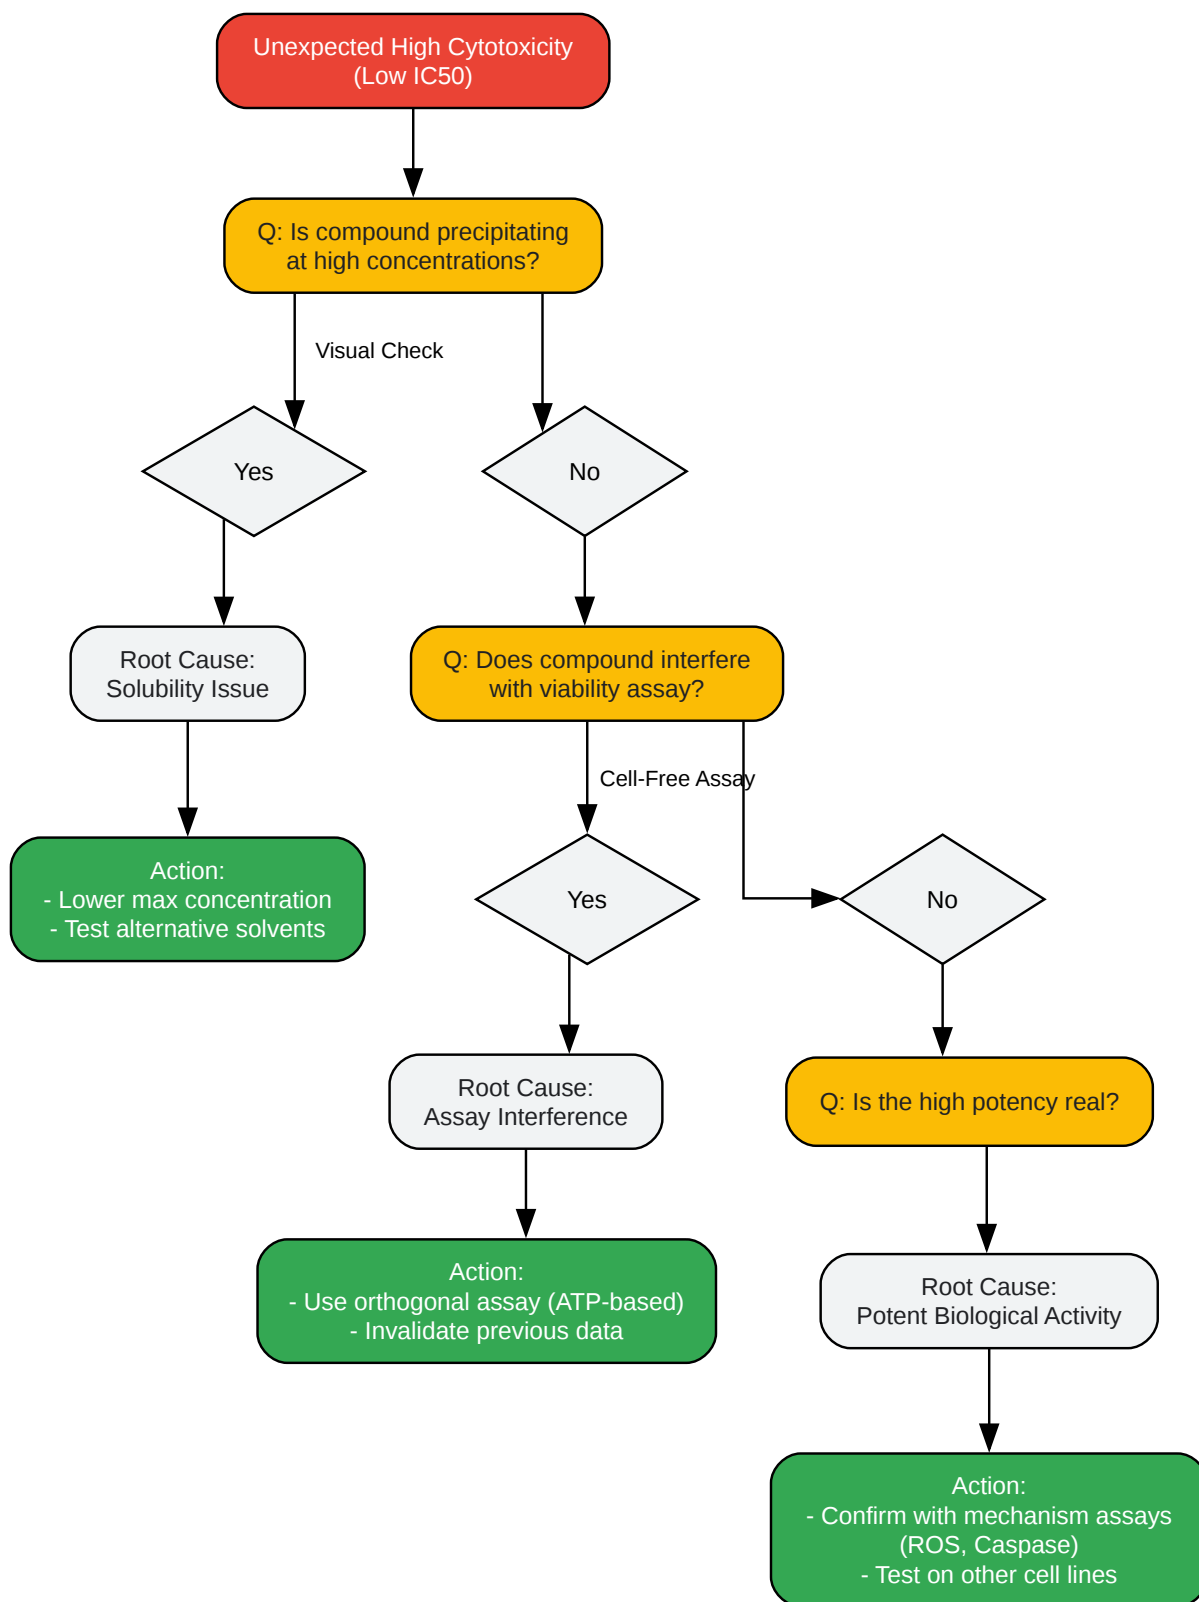 Unexpected High Cytotoxicity
(Low IC50)
Q: Is compound precipitating
at high concentrations?
Visual Check
Yes
No
Root Cause:
Solubility Issue
Q: Does compound interfere
with viability assay?
Cell-Free Assay
Action:
- Lower max concentration
- Test alternative solvents
Yes
No
Root Cause:
Assay Interference
Q: Is the high potency real?
Action:
- Use orthogonal assay (ATP-based)
- Invalidate previous data
Root Cause:
Potent Biological Activity
Action:
- Confirm with mechanism assays
(ROS, Caspase)
- Test on other cell lines